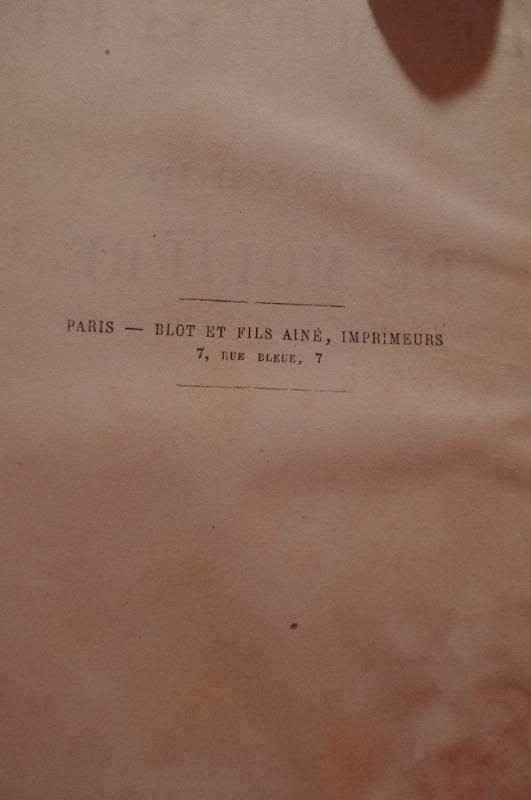 PARIS — BLOT ET FILS AINÉ, IMPRIMEURS
7, RUE BLEUE, 7